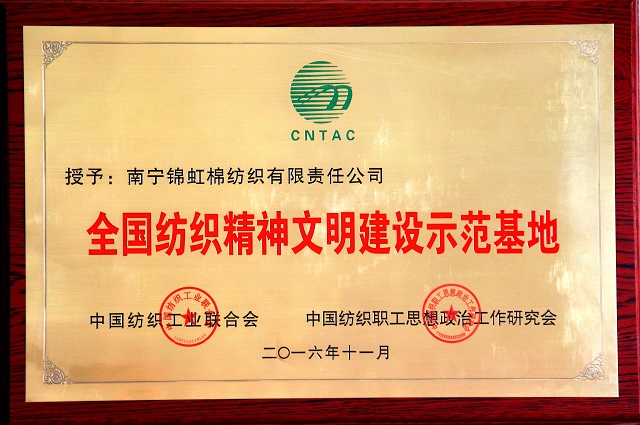 CNTAC
授予：南宁锦虹棉纺织有限责任公司
全国纺织精神文明建设示范基地
中国纺织工业联合会 中国纺织职工思想政治工作研究会
二〇一六年十一月